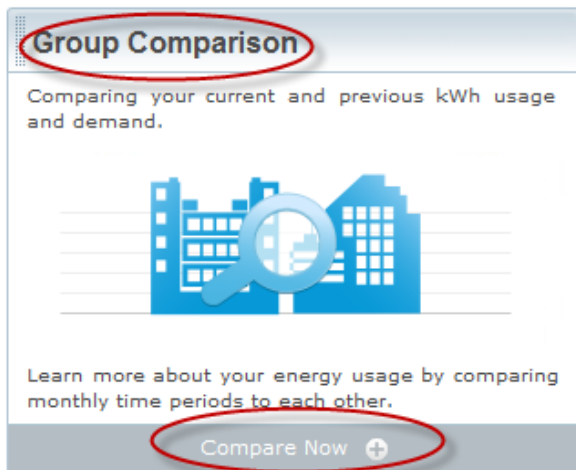 Group Comparison
Comparing your current and previous kWh usage
and demand.
Learn more about your energy usage by comparing
monthly time periods to each other.
Compare Now